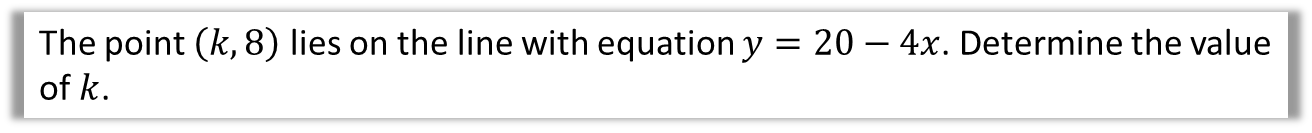 The point (k, 8) lies on the line with equation y = 20 − 4x. Determine the value
of k.